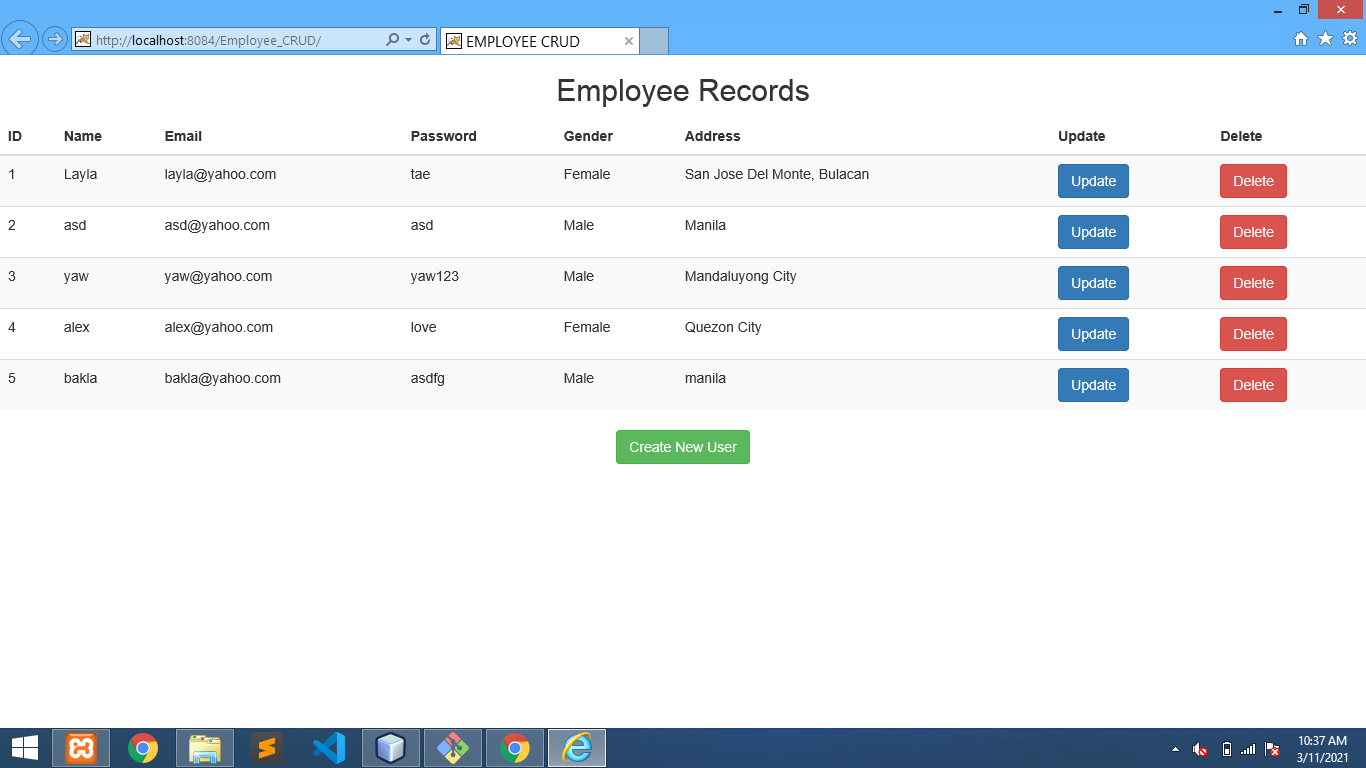 http://localhost:8084/Employee_CRUD/
EMPLOYEE CRUD
Employee Records
ID Name Email Password Gender Address Update Delete
1 Layla layla@yahoo.com tae Female San Jose Del Monte, Bulacan Update Delete
2 asd asd@yahoo.com asd Male Manila Update Delete
3 yaw yaw@yahoo.com yaw123 Male Mandaluyong City Update Delete
4 alex alex@yahoo.com love Female Quezon City Update Delete
5 bakla bakla@yahoo.com asdfg Male manila Update Delete
Create New User
10:37 AM
3/11/2021